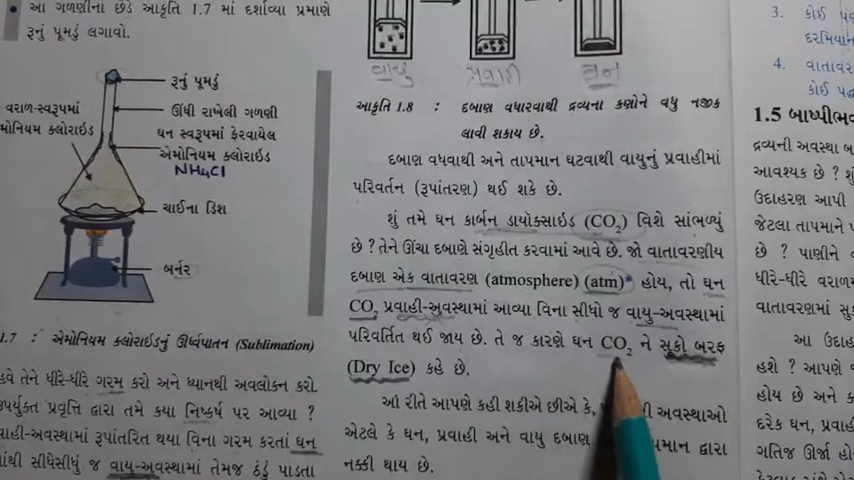 આ ગળણીના છેડે આકૃતિ 1.7 માં દર્શાવ્યા પ્રમાણે
રૂનું પૂમડું લગાવો.
રૂનું પૂમડું
વરાળ-સ્વરૂપમાં
મોનિયમ ક્લોરાઇડ
ઊંધી રાખેલી ગળણી
ઘન સ્વરૂપમાં ફેરવાયેલ
એમોનિયમ ક્લોરાઇડ
NH4Cl
ચાઈના ડિશ
બર્નર
1.7 : એમોનિયમ ક્લોરાઇડનું ઊર્ધ્વપાતન (Sublimation)
હવે તેને ધીરે-ધીરે ગરમ કરો અને ધ્યાનથી અવલોકન કરો.
ઉપર્યુક્ત પ્રવૃત્તિ દ્વારા તમે કયા નિષ્કર્ષ પર આવ્યા ?
વાહી-અવસ્થામાં રૂપાંતરિત થયા વિના ગરમ કરતાં ઘન
માંથી સીધેસીધું જ વાયુ-અવસ્થામાં તેમજ ઠંડું પાડતા
વાયુ પ્રવાહી ઘન
આકૃતિ 1.8 : દબાણ વધારવાથી દ્રવ્યના કણોને વધુ નજીક
લાવી શકાય છે.
દબાણ વધવાથી અને તાપમાન ઘટવાથી વાયુનું પ્રવાહીમાં
પરિવર્તન (રૂપાંતરણ) થઈ શકે છે.
શું તમે ઘન કાર્બન ડાયૉક્સાઇડ (CO₂) વિશે સાંભળ્યું
છે ? તેને ઊંચા દબાણે સંગૃહીત કરવામાં આવે છે. જો વાતાવરણીય
દબાણ એક વાતાવરણ (atmosphere) (atm)* હોય, તો ઘન
CO₂ પ્રવાહી-અવસ્થામાં આવ્યા વિના સીધો જ વાયુ-અવસ્થામાં
પરિવર્તિત થઈ જાય છે. તે જ કારણે ઘન CO₂ ને સૂકો બરફ
(Dry Ice) કહે છે.
આ રીતે આપણે કહી શકીએ છીએ કે, અવસ્થાઓ
એટલે કે ઘન, પ્રવાહી અને વાયુ દબાણ દ્વારા
નક્કી થાય છે.
3. કોઈ
દરમિયાન
4. વાતાવર
કોઈ
1.5 બાષ્પીભવ
દ્રવ્યની અવસ્થા બ
આવશ્યક છે ? શું
ઉદાહરણ આપી
જેટલા તાપમાને પ
છે ? પાણીને
ધીરે-ધીરે વરાળમ
વાતાવરણમાં સુ
આ ઉદાહ
હશે ? આપણે
હોય છે અને ક
દરેક ઘન, પ્રવાહી
ગતિજ ઊર્જા હો